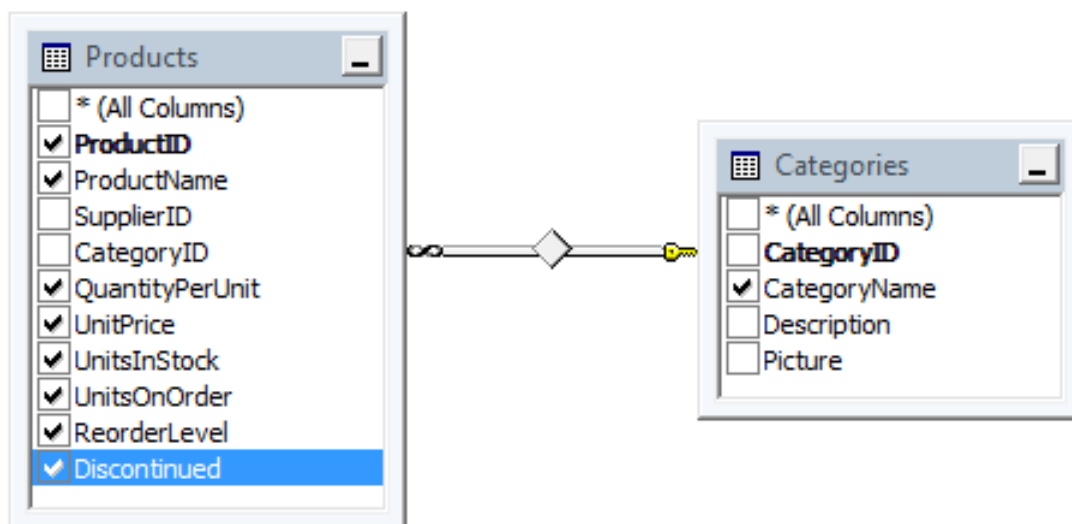 Products
* (All Columns)
ProductID
ProductName
SupplierID
CategoryID
QuantityPerUnit
UnitPrice
UnitsInStock
UnitsOnOrder
ReorderLevel
Discontinued
Categories
* (All Columns)
CategoryID
CategoryName
Description
Picture